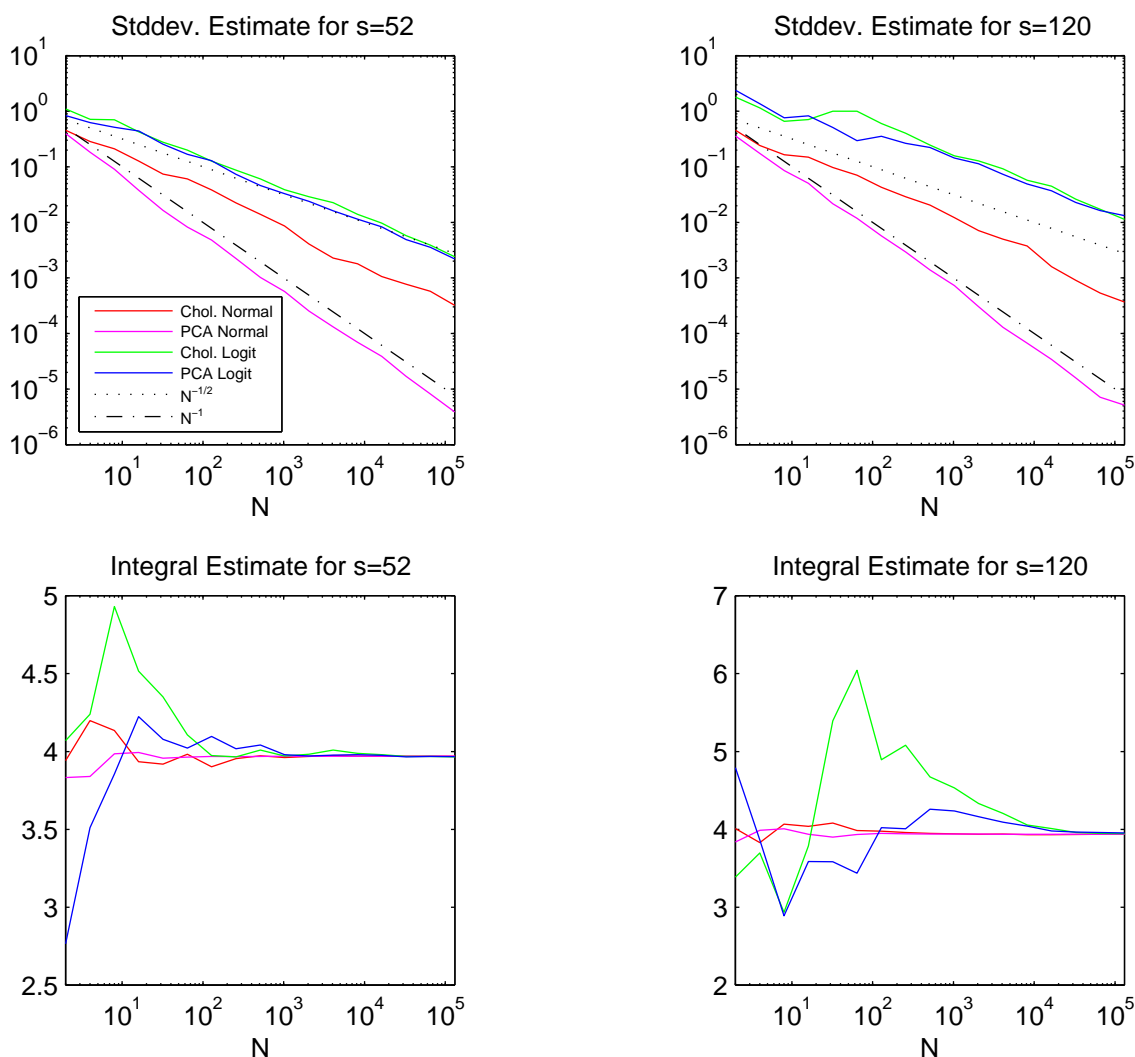 Stddev. Estimate for s=52
10^1
10^0
10^-1
10^-2
10^-3
10^-4
10^-5
10^-6
Chol. Normal
PCA Normal
Chol. Logit
PCA Logit
N^-1/2
N^-1
10^1 10^2 10^3 10^4 10^5
N
Stddev. Estimate for s=120
10^1
10^0
10^-1
10^-2
10^-3
10^-4
10^-5
10^-6
10^1 10^2 10^3 10^4 10^5
N
Integral Estimate for s=52
5
4.5
4
3.5
3
2.5
10^1 10^2 10^3 10^4 10^5
N
Integral Estimate for s=120
7
6
5
4
3
2
10^1 10^2 10^3 10^4 10^5
N